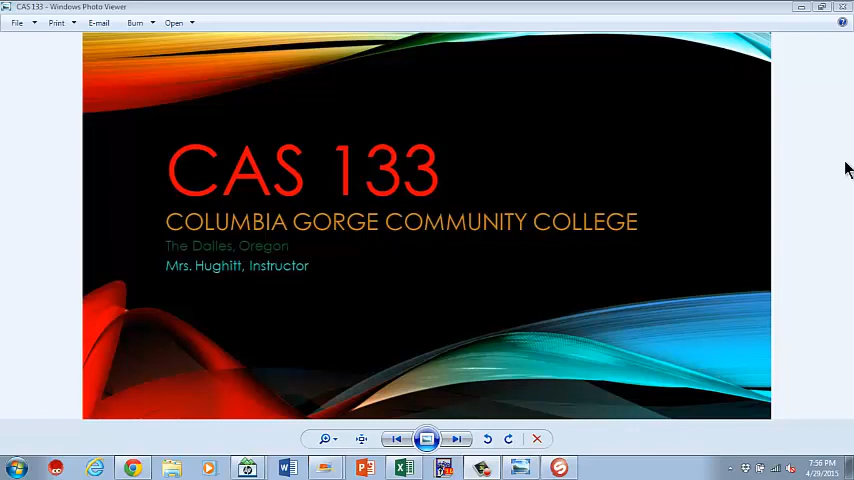 CAS 133 - Windows Photo Viewer
File Print E-mail Burn Open
CAS 133
COLUMBIA GORGE COMMUNITY COLLEGE
The Dalles, Oregon
Mrs. Hughitt, Instructor
7:56 PM
4/29/2015